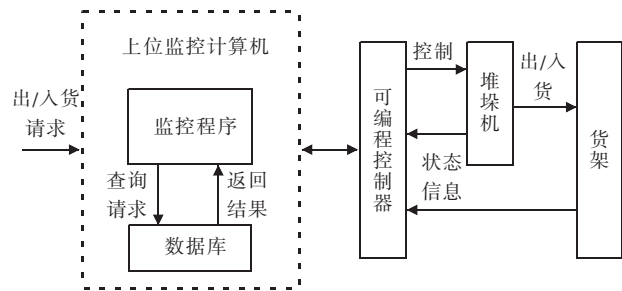 上位监控计算机
出/入货
请求
监控程序
查询
请求
返回
结果
数据库
可编程控制器
控制
堆垛机
出/入
货
状态
信息
货架